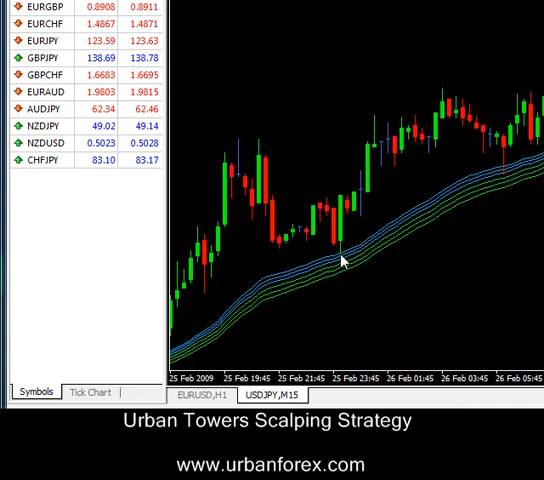 EURGBP 0.8908 0.8911
EURCHF 1.4867 1.4871
EURJPY 123.59 123.63
GBPJPY 138.69 138.78
GBPCHF 1.6683 1.6695
EURAUD 1.9803 1.9815
AUDJPY 62.34 62.46
NZDJPY 49.02 49.14
NZDUSD 0.5023 0.5028
CHFJPY 83.10 83.17
25 Feb 2009 25 Feb 19:45 25 Feb 21:45 25 Feb 23:45 26 Feb 01:45 26 Feb 03:45 26 Feb 05:45
Symbols Tick Chart
EURUSD,H1 USDJPY,M15
Urban Towers Scalping Strategy
www.urbanforex.com